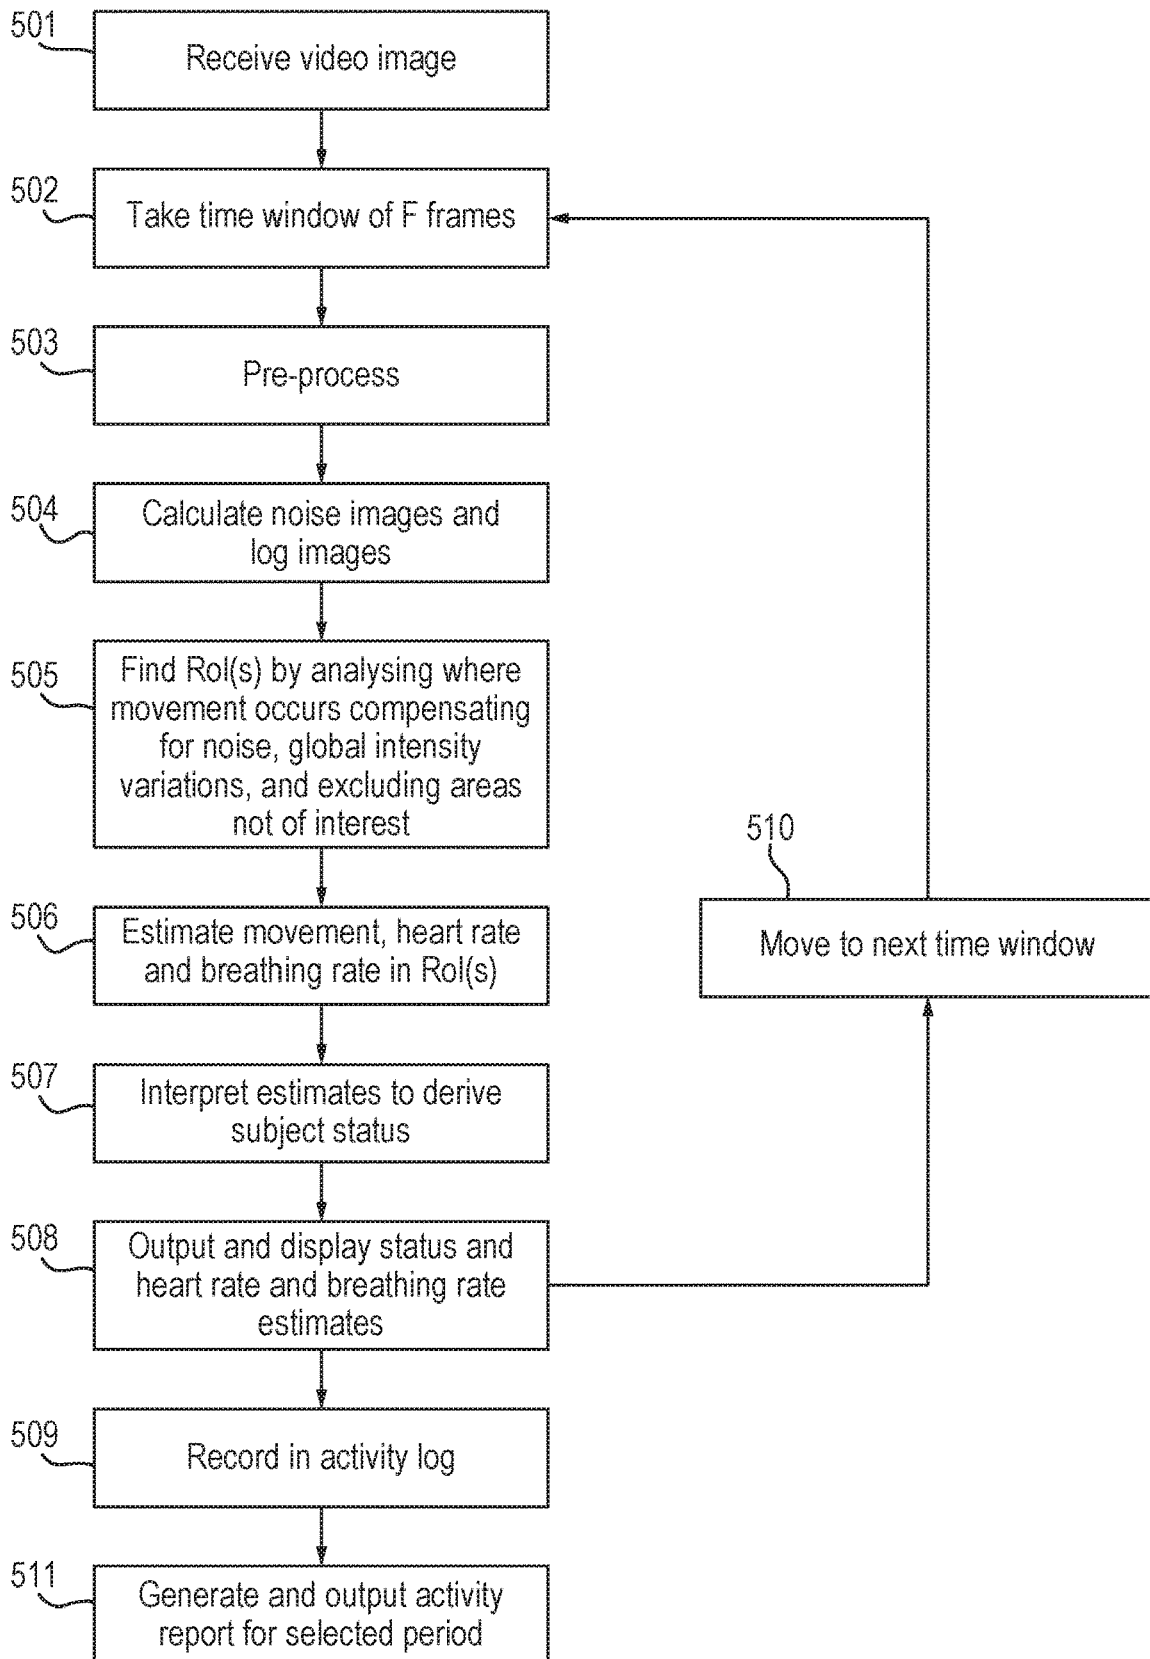 501
Receive video image
502
Take time window of F frames
503
Pre-process
504
Calculate noise images and
log images
505
Find RoI(s) by analysing where
movement occurs compensating
for noise, global intensity
variations, and excluding areas
not of interest
506
Estimate movement, heart rate
and breathing rate in RoI(s)
507
Interpret estimates to derive
subject status
508
Output and display status and
heart rate and breathing rate
estimates
509
Record in activity log
510
Move to next time window
511
Generate and output activity
report for selected period